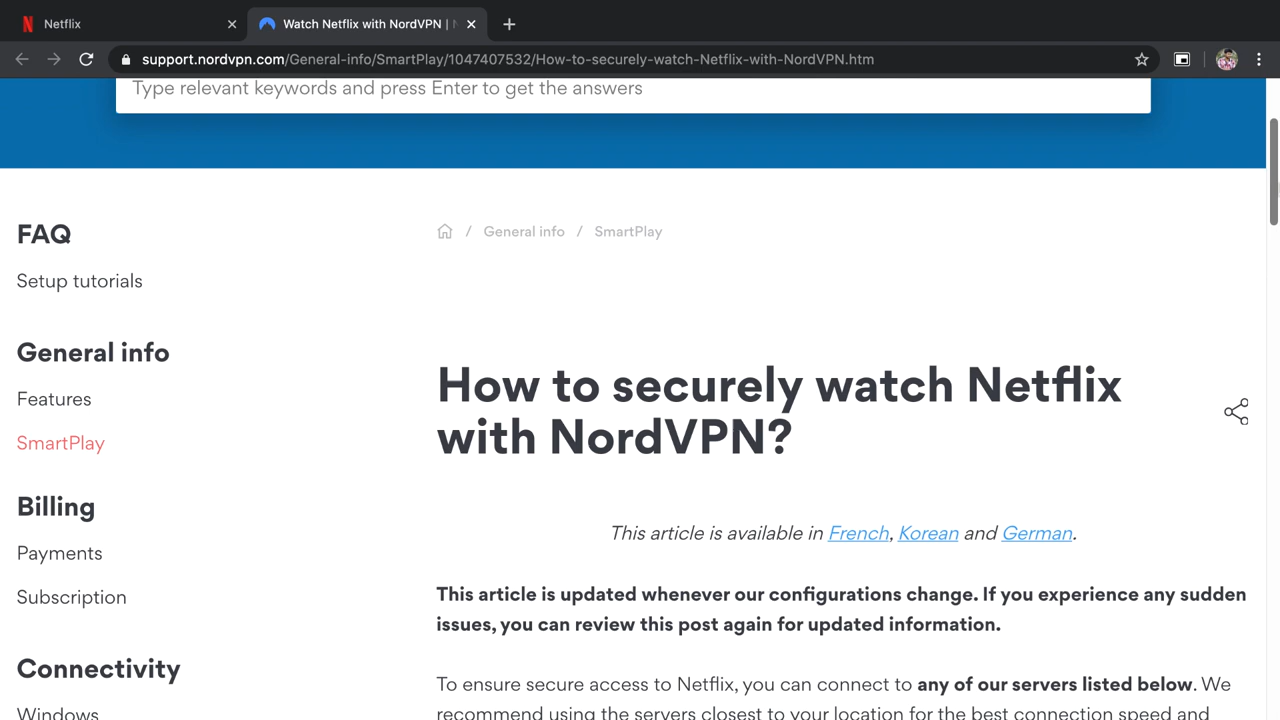 Netflix
Watch Netflix with NordVPN |
support.nordvpn.com/General-info/SmartPlay/1047407532/How-to-securely-watch-Netflix-with-NordVPN.htm
Type relevant keywords and press Enter to get the answers
FAQ
Setup tutorials
General info
Features
SmartPlay
Billing
Payments
Subscription
Connectivity
Windows
/ General info / SmartPlay
How to securely watch Netflix
with NordVPN?
This article is available in French, Korean and German.
This article is updated whenever our configurations change. If you experience any sudden
issues, you can review this post again for updated information.
To ensure secure access to Netflix, you can connect to any of our servers listed below. We
recommend using the servers closest to your location for the best connection speed and